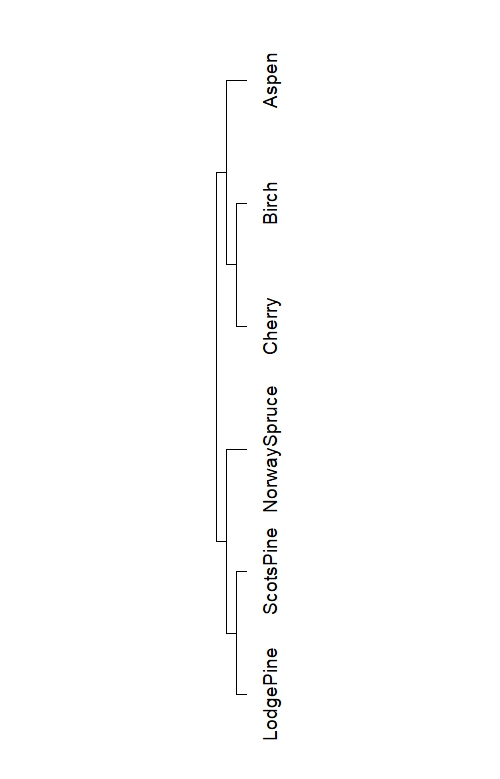 Aspen
Birch
Cherry
NorwaySpruce
ScotsPine
LodgePine